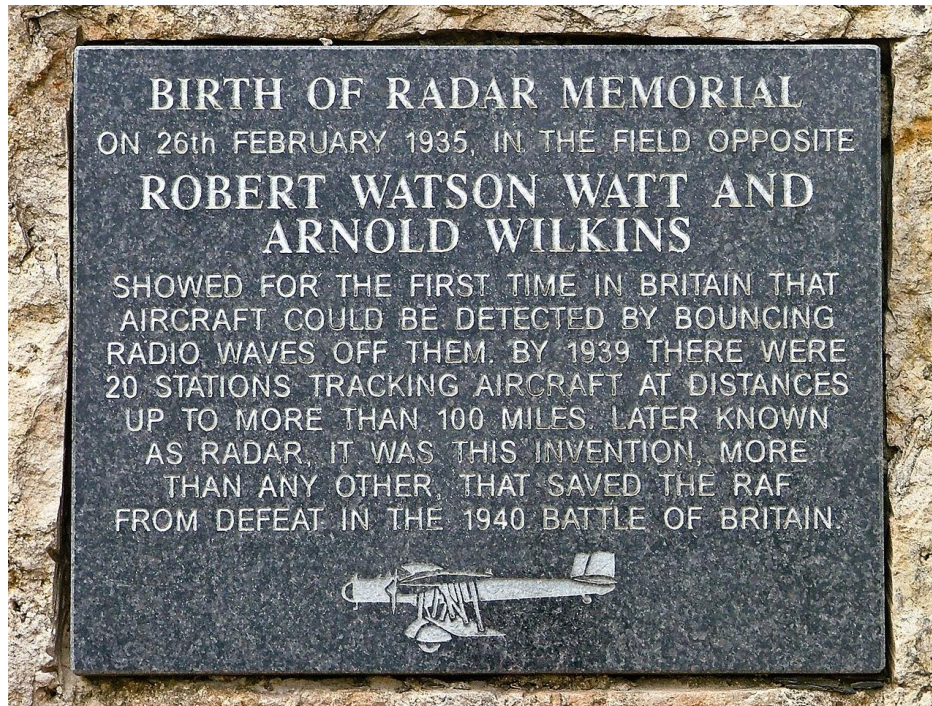 BIRTH OF RADAR MEMORIAL
ON 26th FEBRUARY 1935, IN THE FIELD OPPOSITE
ROBERT WATSON WATT AND
ARNOLD WILKINS
SHOWED FOR THE FIRST TIME IN BRITAIN THAT
AIRCRAFT COULD BE DETECTED BY BOUNCING
RADIO WAVES OFF THEM. BY 1939 THERE WERE
20 STATIONS TRACKING AIRCRAFT AT DISTANCES
UP TO MORE THAN 100 MILES. LATER KNOWN
AS RADAR, IT WAS THIS INVENTION, MORE
THAN ANY OTHER, THAT SAVED THE RAF
FROM DEFEAT IN THE 1940 BATTLE OF BRITAIN.